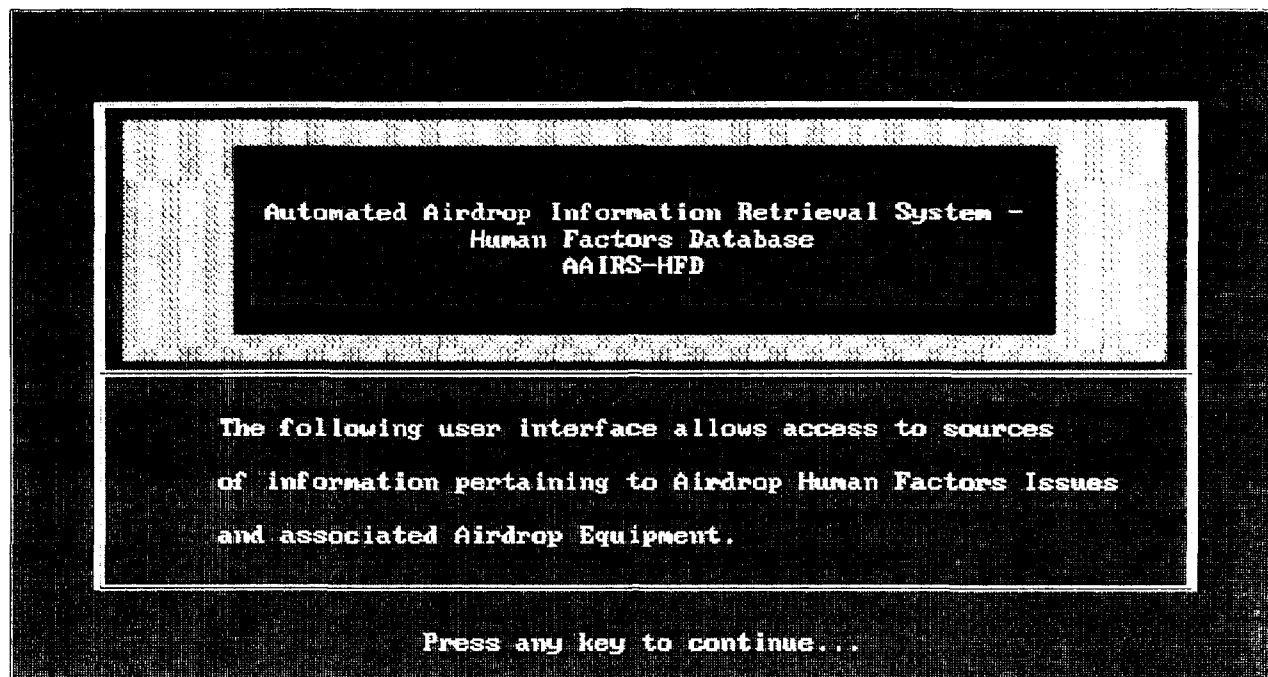 Automated Airdrop Information Retrieval System -
Human Factors Database
AAIRS-HFD
The following user interface allows access to sources
of information pertaining to Airdrop Human Factors Issues
and associated Airdrop Equipment.
Press any key to continue...